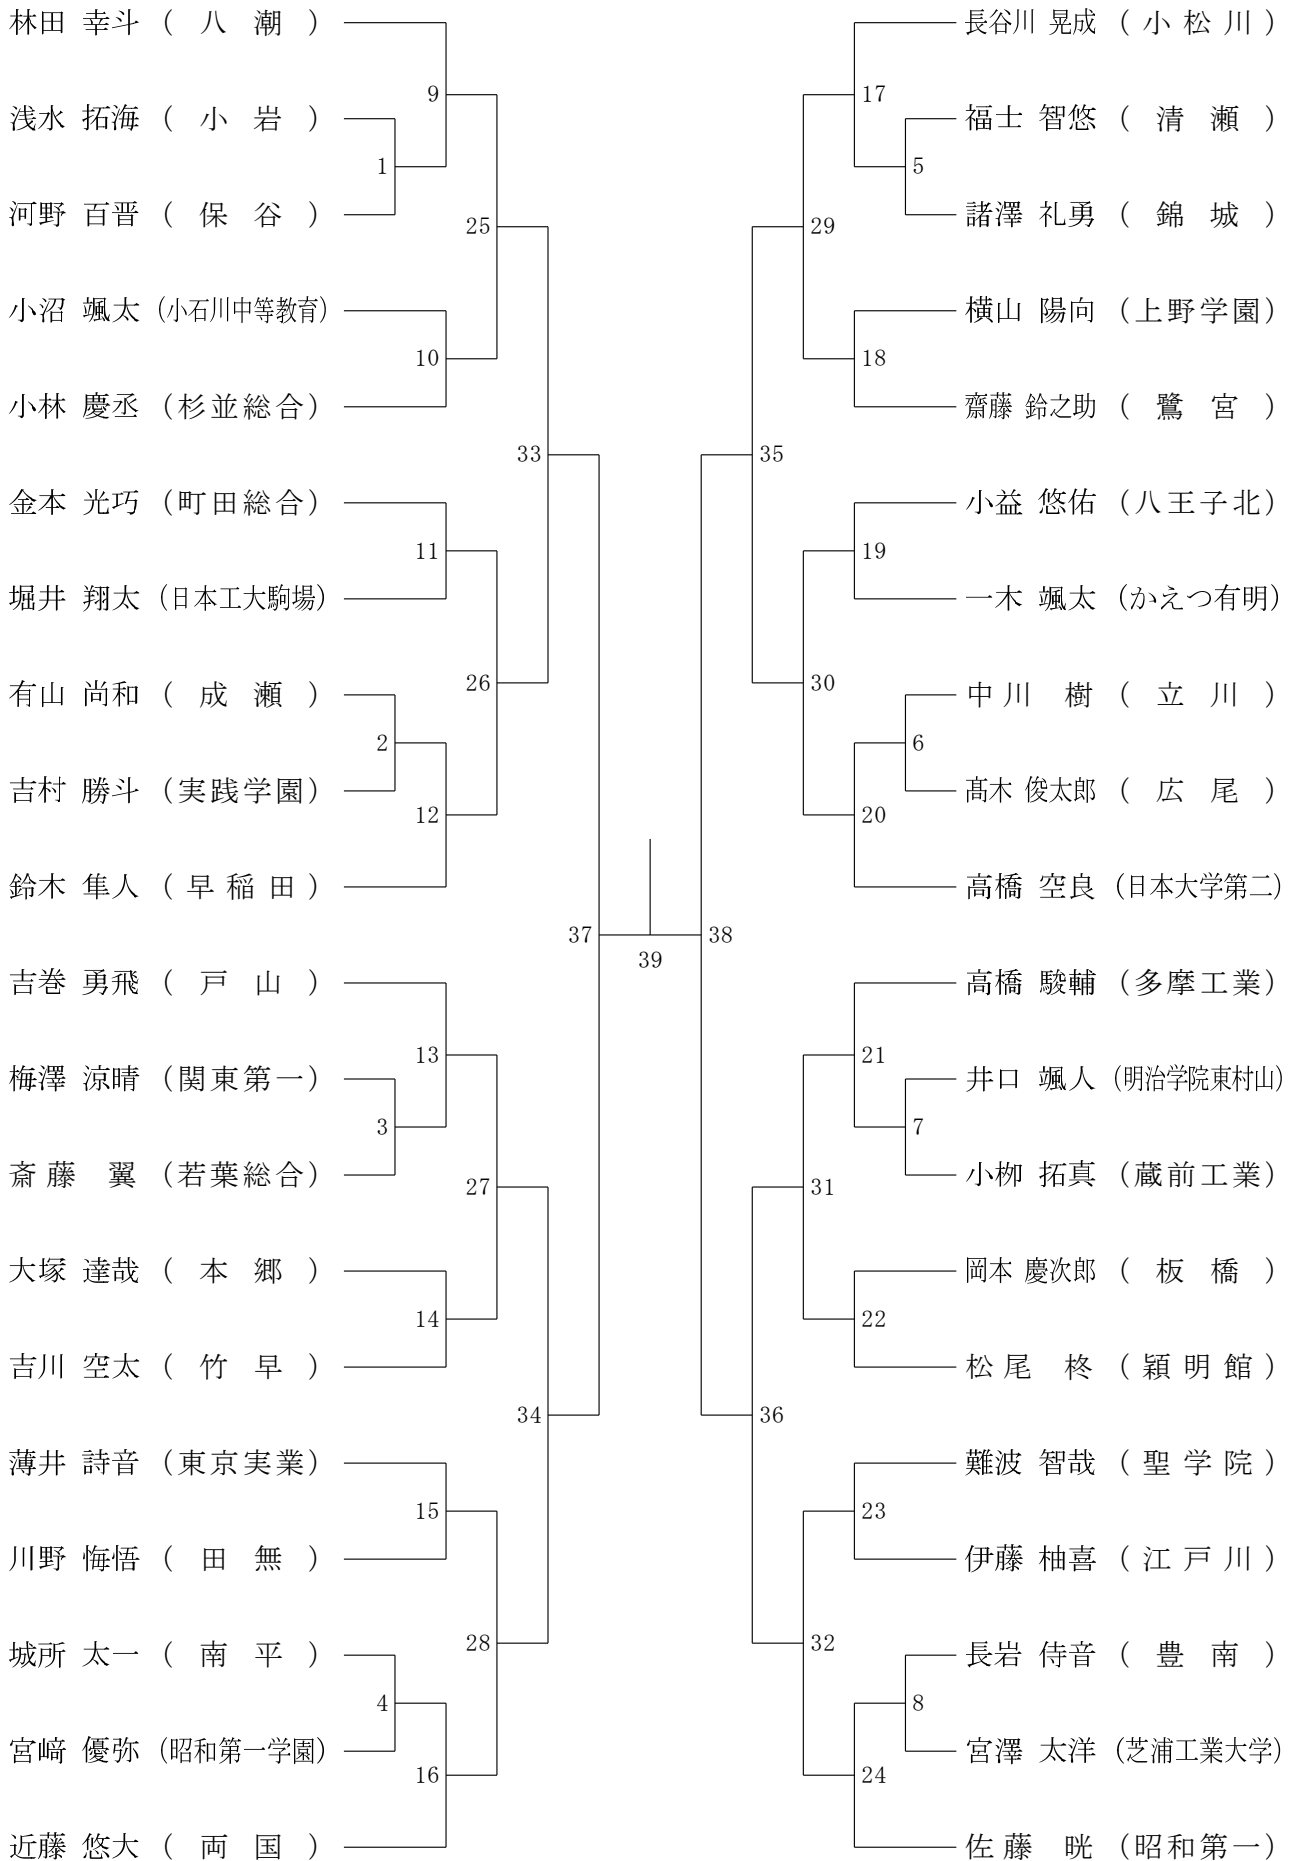 林田 幸斗 ( 八 潮 )
9
浅水 拓海 ( 小 岩 )
1
河野 百晋 ( 保 谷 )
25
小沼 颯太 (小石川中等教育)
10
小林 慶丞 (杉並総合)
33
金本 光巧 (町田総合)
11
堀井 翔太 (日本工大駒場)
26
有山 尚和 ( 成 瀬 )
2
吉村 勝斗 (実践学園)
12
鈴木 隼人 ( 早 稲 田 )
37
吉巻 勇飛 ( 戸 山 )
13
梅澤 涼晴 (関東第一)
3
斎 藤 翼 (若葉総合)
27
大塚 達哉 ( 本 郷 )
14
吉川 空太 ( 竹 早 )
34
薄井 詩音 (東京実業)
15
川野 悔悟 ( 田 無 )
28
城所 太一 ( 南 平 )
4
宮﨑 優弥 (昭和第一学園)
16
近藤 悠大 ( 両 国 )
39
長谷川 晃成 ( 小 松 川 )
17
福士 智悠 ( 清 瀬 )
5
諸澤 礼勇 ( 錦 城 )
29
横山 陽向 (上野学園)
18
齋藤 鈴之助 ( 鷺 宮 )
35
小益 悠佑 (八王子北)
19
一木 颯太 (かえつ有明)
30
中 川 樹 ( 立 川 )
6
髙木 俊太郎 ( 広 尾 )
20
高橋 空良 (日本大学第二)
38
高橋 駿輔 (多摩工業)
21
井口 颯人 (明治学院東村山)
7
小栁 拓真 (蔵前工業)
31
岡本 慶次郎 ( 板 橋 )
22
松 尾 柊 ( 穎 明 館 )
36
難波 智哉 ( 聖 学 院 )
23
伊藤 柚喜 ( 江 戸 川 )
32
長岩 侍音 ( 豊 南 )
8
宮澤 太洋 (芝浦工業大学)
24
佐 藤 晄 (昭和第一)